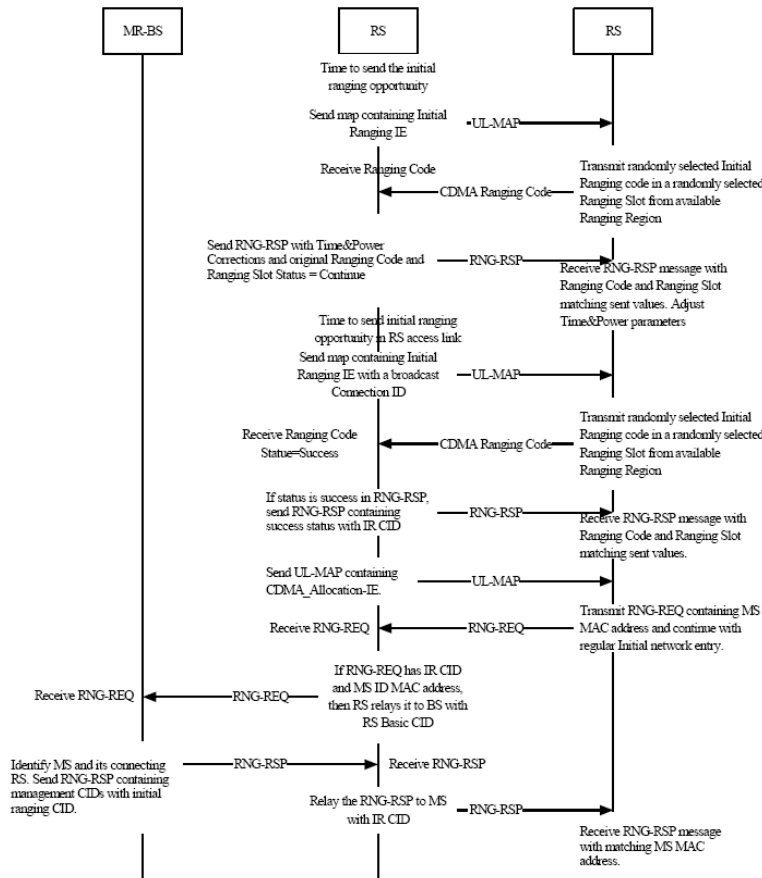 MR-BS
RS
RS
Time to send the initial
ranging opportunity
Send map containing Initial
Ranging IE
UL-MAP
Receive Ranging Code
CDMA Ranging Code
Transmit randomly selected Initial
Ranging code in a randomly selected
Ranging Slot from available
Ranging Region
Send RNG-RSP with Time&Power
Corrections and original Ranging Code and
Ranging Slot Status = Continue
RNG-RSP
Receive RNG-RSP message with
Ranging Code and Ranging Slot
matching sent values. Adjust
Time&Power parameters
Time to send initial ranging
opportunity in RS access link
Send map containing Initial
Ranging IE with a broadcast
Connection ID
UL-MAP
Receive Ranging Code
Statue=Success
CDMA Ranging Code
Transmit randomly selected Initial
Ranging code in a randomly selected
Ranging Slot from available
Ranging Region
If status is success in RNG-RSP,
send RNG-RSP containing
success status with IR CID
RNG-RSP
Receive RNG-RSP message with
Ranging Code and Ranging Slot
matching sent values.
Send UL-MAP containing
CDMA_Allocation-IE.
UL-MAP
Receive RNG-REQ
RNG-REQ
Transmit RNG-REQ containing MS
MAC address and continue with
regular Initial network entry.
Receive RNG-REQ
RNG-REQ
If RNG-REQ has IR CID
and MS ID MAC address,
then RS relays it to BS with
RS Basic CID
Identify MS and its connecting
RS. Send RNG-RSP containing
management CIDs with initial
ranging CID.
RNG-RSP
Receive RNG-RSP
Relay the RNG-RSP to MS
with IR CID
RNG-RSP
Receive RNG-RSP message
with matching MS MAC
address.